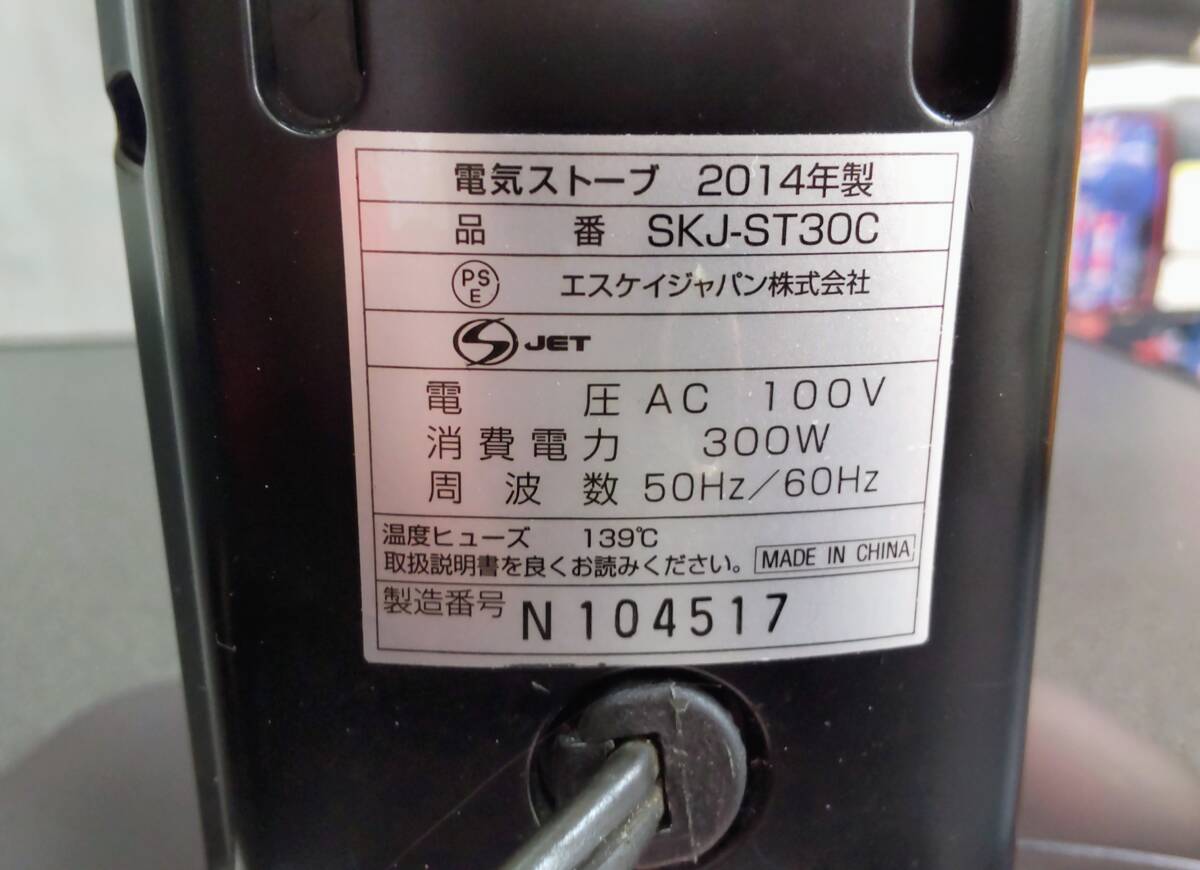 電気ストーブ 2014年製
品番 SKJ-ST30C
PSE エスケイジャパン株式会社
S JET
電圧 AC 100V
消費電力 300W
周波数 50Hz/60Hz
温度ヒューズ 139℃
取扱説明書を良くお読みください。 MADE IN CHINA
製造番号 N104517